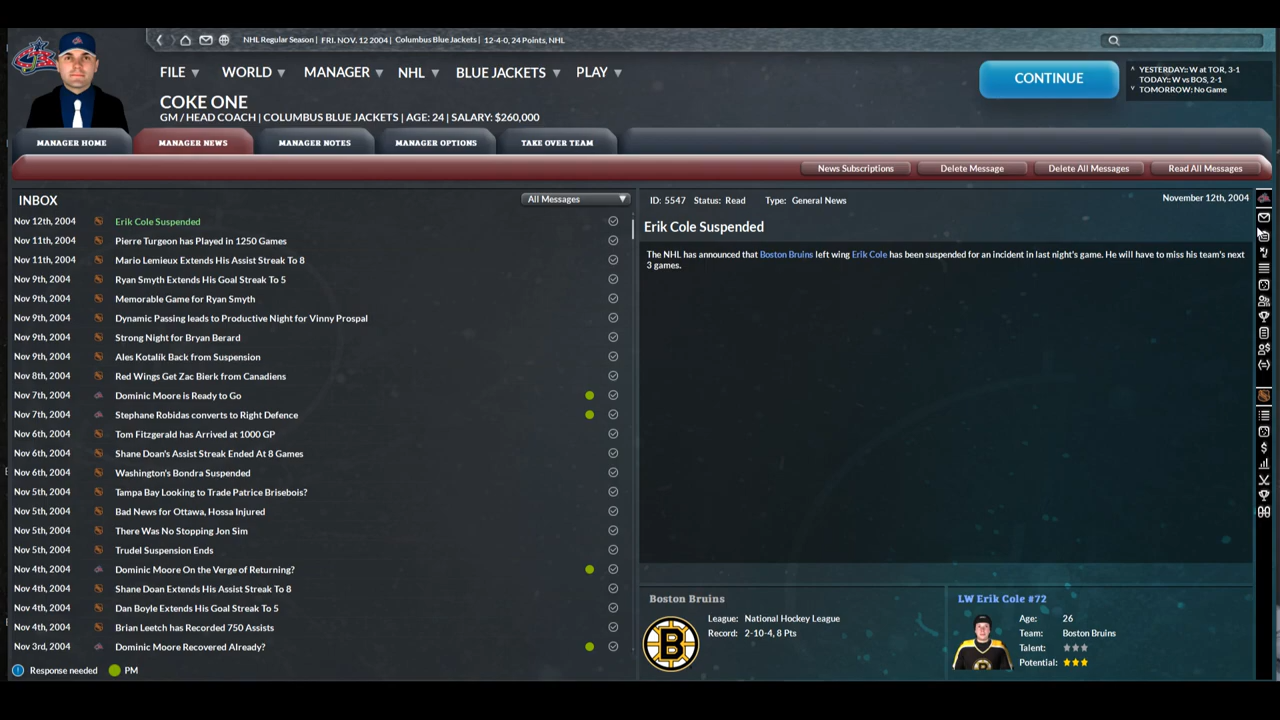 NHL Regular Season | FRI. NOV. 12 2004 | Columbus Blue Jackets | 12-4-0, 24 Points, NHL
FILE WORLD MANAGER NHL BLUE JACKETS PLAY
CONTINUE
YESTERDAY:: W at TOR, 3-1
TODAY:: W vs BOS, 2-1
TOMORROW: No Game
COKE ONE
GM / HEAD COACH | COLUMBUS BLUE JACKETS | AGE: 24 | SALARY: $260,000
MANAGER HOME MANAGER NEWS MANAGER NOTES MANAGER OPTIONS TAKE OVER TEAM
News Subscriptions Delete Message Delete All Messages Read All Messages
INBOX All Messages
Nov 12th, 2004 Erik Cole Suspended
Nov 11th, 2004 Pierre Turgeon has Played in 1250 Games
Nov 11th, 2004 Mario Lemieux Extends His Assist Streak To 8
Nov 9th, 2004 Ryan Smyth Extends His Goal Streak To 5
Nov 9th, 2004 Memorable Game for Ryan Smyth
Nov 9th, 2004 Dynamic Passing leads to Productive Night for Vinny Prospal
Nov 9th, 2004 Strong Night for Bryan Berard
Nov 9th, 2004 Ales Kotalik Back from Suspension
Nov 8th, 2004 Red Wings Get Zac Bierk from Canadiens
Nov 7th, 2004 Dominic Moore is Ready to Go
Nov 7th, 2004 Stephane Robidas converts to Right Defence
Nov 6th, 2004 Tom Fitzgerald has Arrived at 1000 GP
Nov 6th, 2004 Shane Doan's Assist Streak Ended At 8 Games
Nov 6th, 2004 Washington's Bondra Suspended
Nov 5th, 2004 Tampa Bay Looking to Trade Patrice Brisebois?
Nov 5th, 2004 Bad News for Ottawa, Hossa Injured
Nov 5th, 2004 There Was No Stopping Jon Sim
Nov 5th, 2004 Trudel Suspension Ends
Nov 4th, 2004 Dominic Moore On the Verge of Returning?
Nov 4th, 2004 Shane Doan Extends His Assist Streak To 8
Nov 4th, 2004 Dan Boyle Extends His Goal Streak To 5
Nov 4th, 2004 Brian Leetch has Recorded 750 Assists
Nov 3rd, 2004 Dominic Moore Recovered Already?
Response needed PM
ID: 5547 Status: Read Type: General News November 12th, 2004
Erik Cole Suspended
The NHL has announced that Boston Bruins left wing Erik Cole has been suspended for an incident in last night's game. He will have to miss his team's next
3 games.
Boston Bruins
League: National Hockey League
Record: 2-10-4, 8 Pts
LW Erik Cole #72
Age: 26
Team: Boston Bruins
Talent:
Potential: